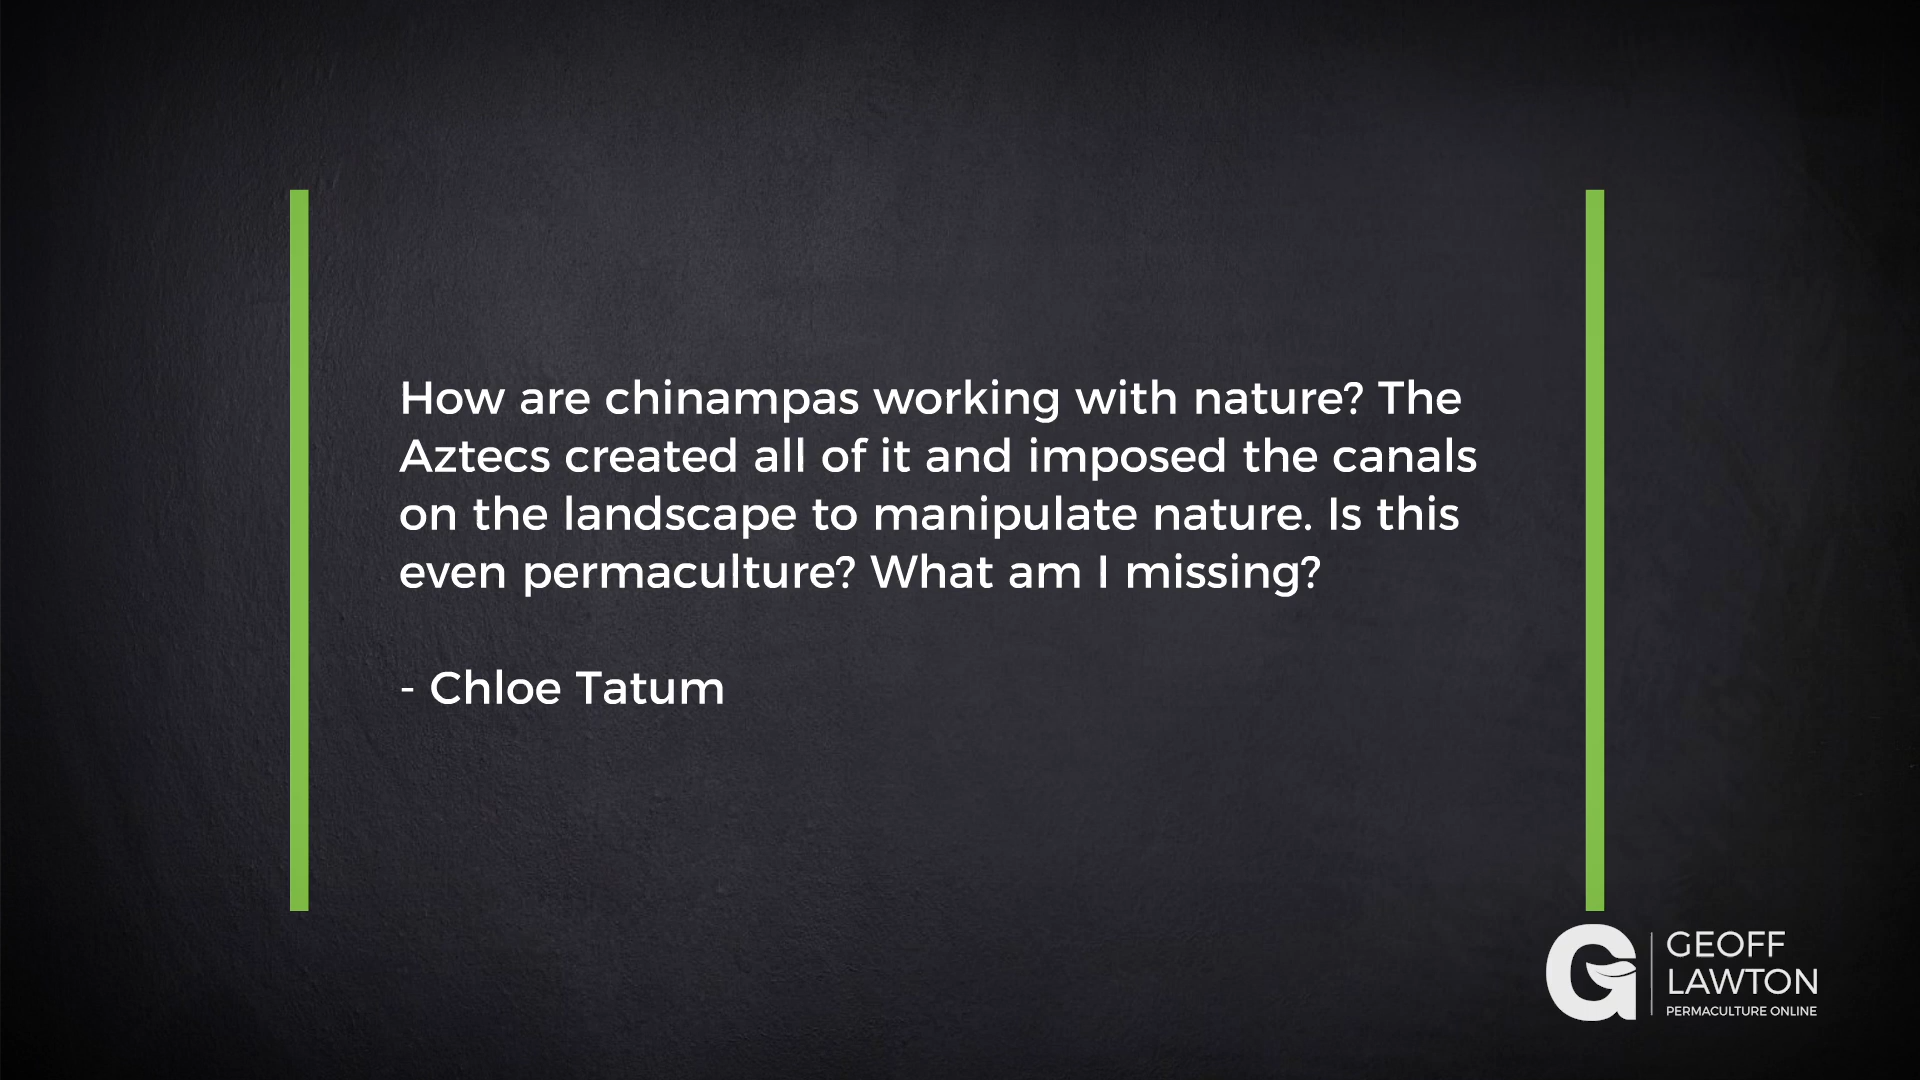 How are chinampas working with nature? The
Aztecs created all of it and imposed the canals
on the landscape to manipulate nature. Is this
even permaculture? What am I missing?
- Chloe Tatum
GEOFF
LAWTON
PERMACULTURE ONLINE